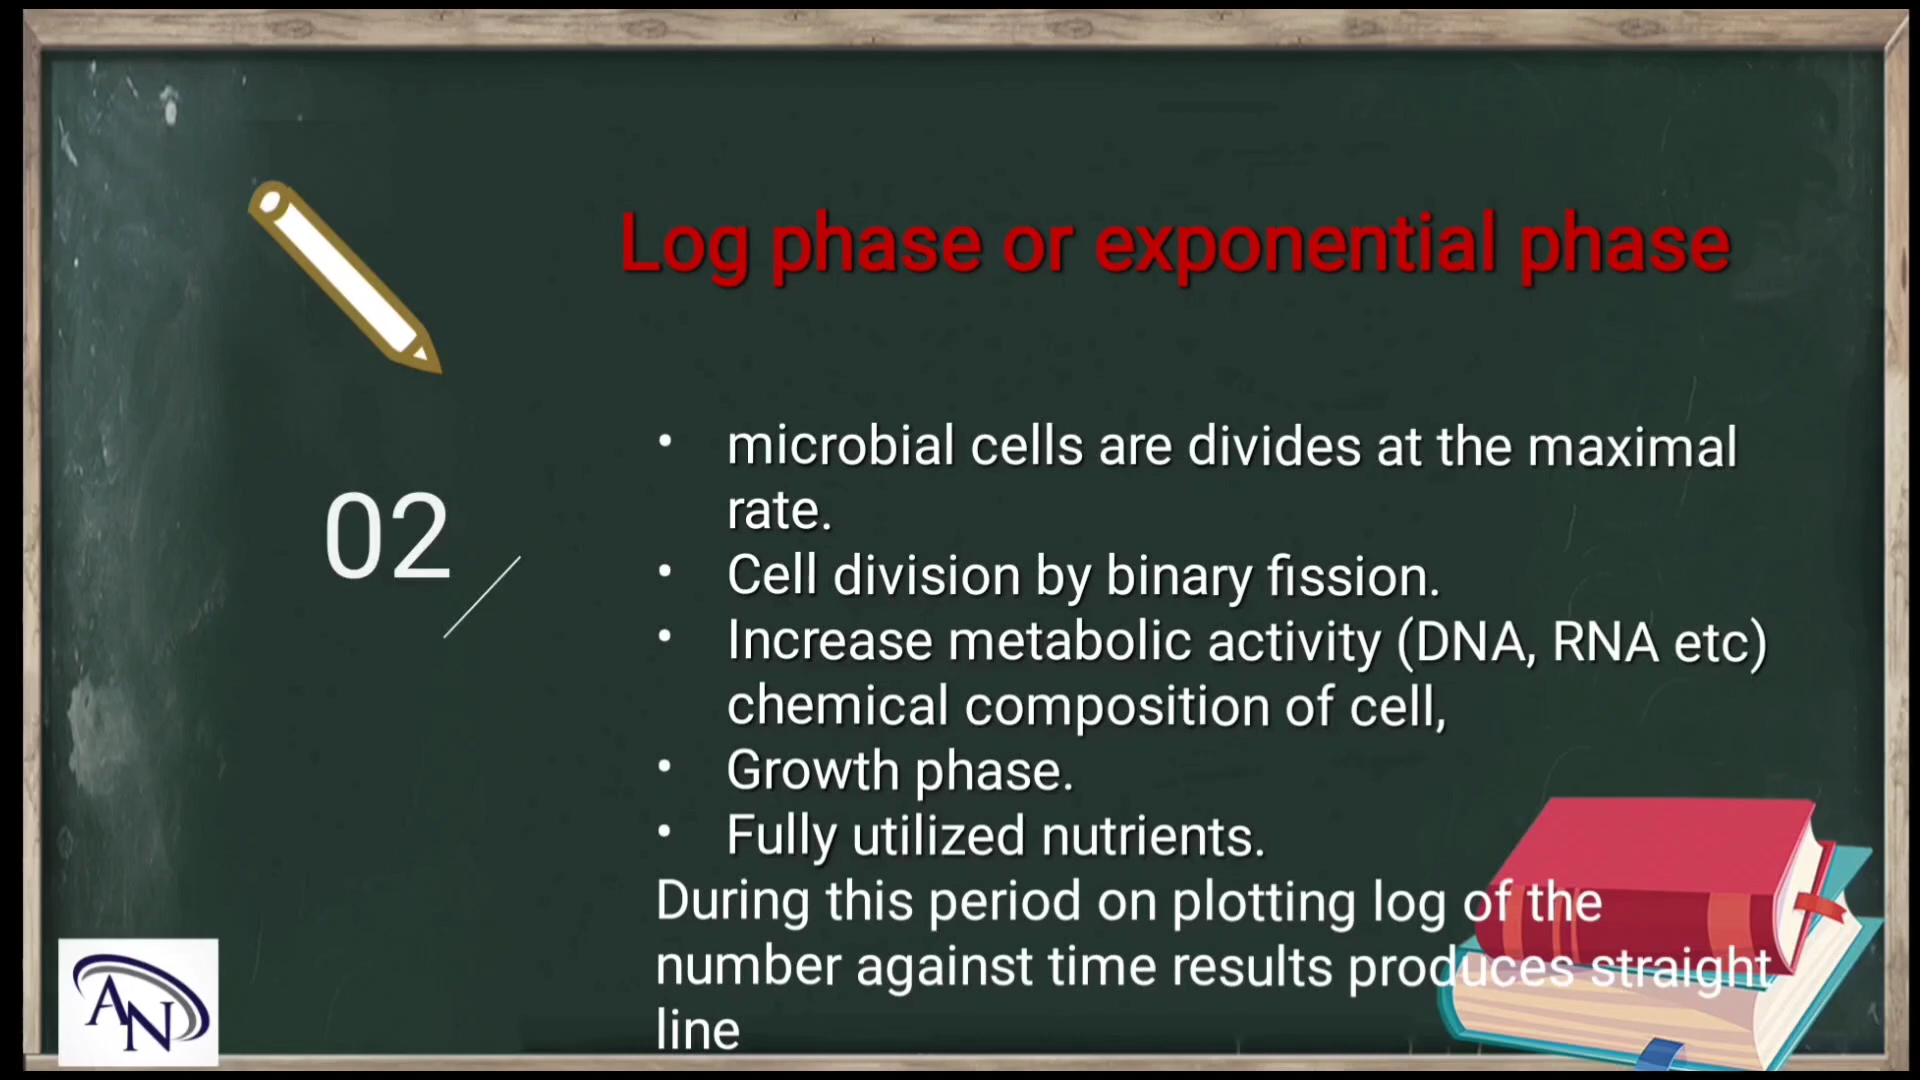 Log phase or exponential phase
02
• microbial cells are divides at the maximal
rate.
• Cell division by binary fission.
• Increase metabolic activity (DNA, RNA etc)
chemical composition of cell,
• Growth phase.
• Fully utilized nutrients.
During this period on plotting log of the
number against time results produces straight
line
AN